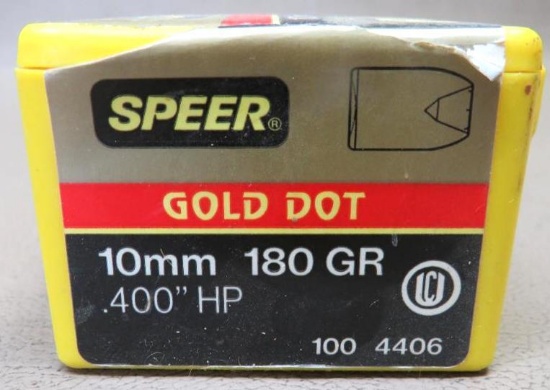 SPEER®
GOLD DOT
10mm 180 GR
.400" HP
100 4406